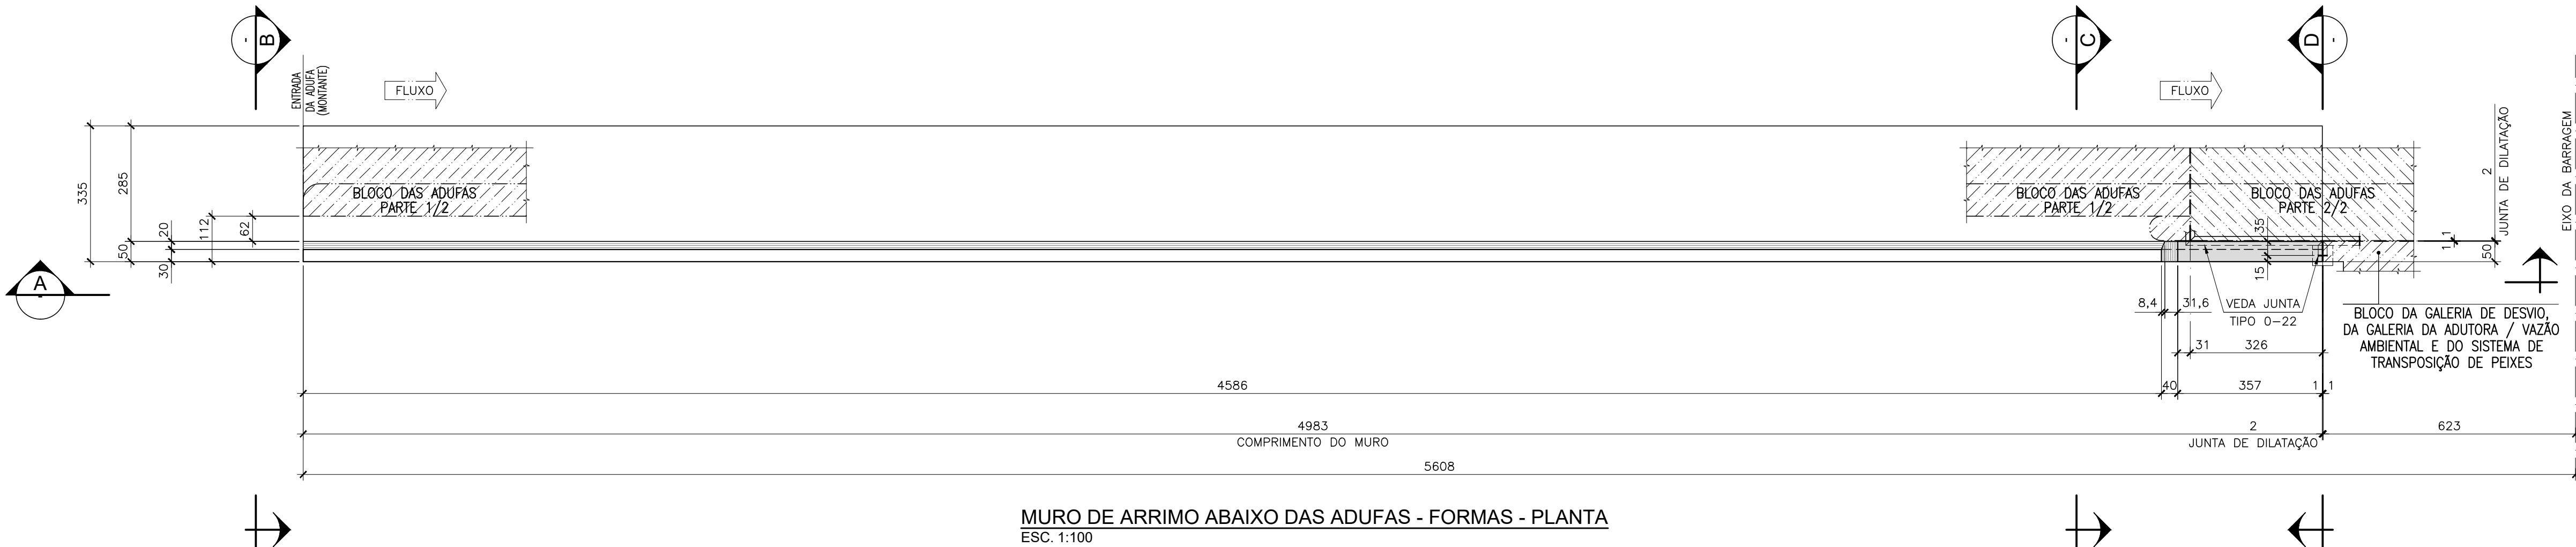 B
-
C
-
D
-
ENTRADA
DA ADUFA
(MONTANTE)
FLUXO
FLUXO
2
JUNTA DE DILATAÇÃO
EIXO DA BARRAGEM
335
285
BLOCO DAS ADUFAS
PARTE 1/2
BLOCO DAS ADUFAS
PARTE 1/2
BLOCO DAS ADUFAS
PARTE 2/2
50
20
30
112
62
35
15
1
1
50
A
-
8,4
31,6
VEDA JUNTA
TIPO O-22
BLOCO DA GALERIA DE DESVIO,
DA GALERIA DA ADUTORA / VAZÃO
AMBIENTAL E DO SISTEMA DE
TRANSPOSIÇÃO DE PEIXES
31
326
4586
40
357
1
1
4983
COMPRIMENTO DO MURO
2
JUNTA DE DILATAÇÃO
623
5608
MURO DE ARRIMO ABAIXO DAS ADUFAS - FORMAS - PLANTA
ESC. 1:100